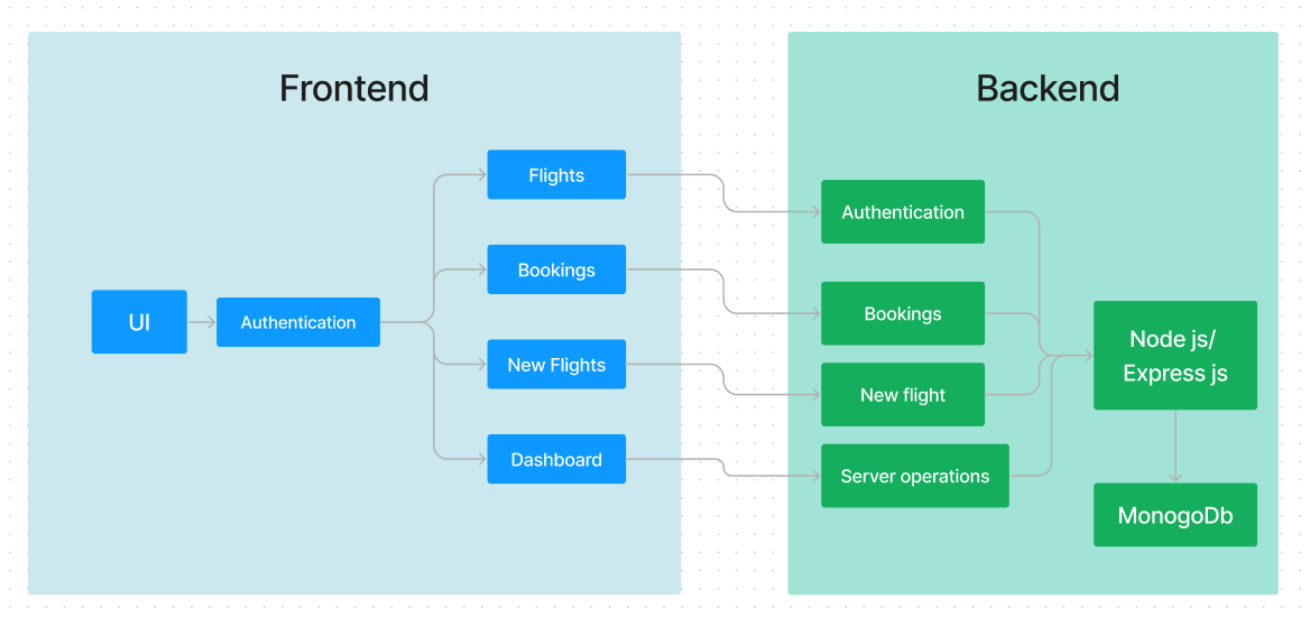 Frontend
UI
Authentication
Flights
Bookings
New Flights
Dashboard
Backend
Authentication
Bookings
New flight
Server operations
Node js/
Express js
MonogoDb